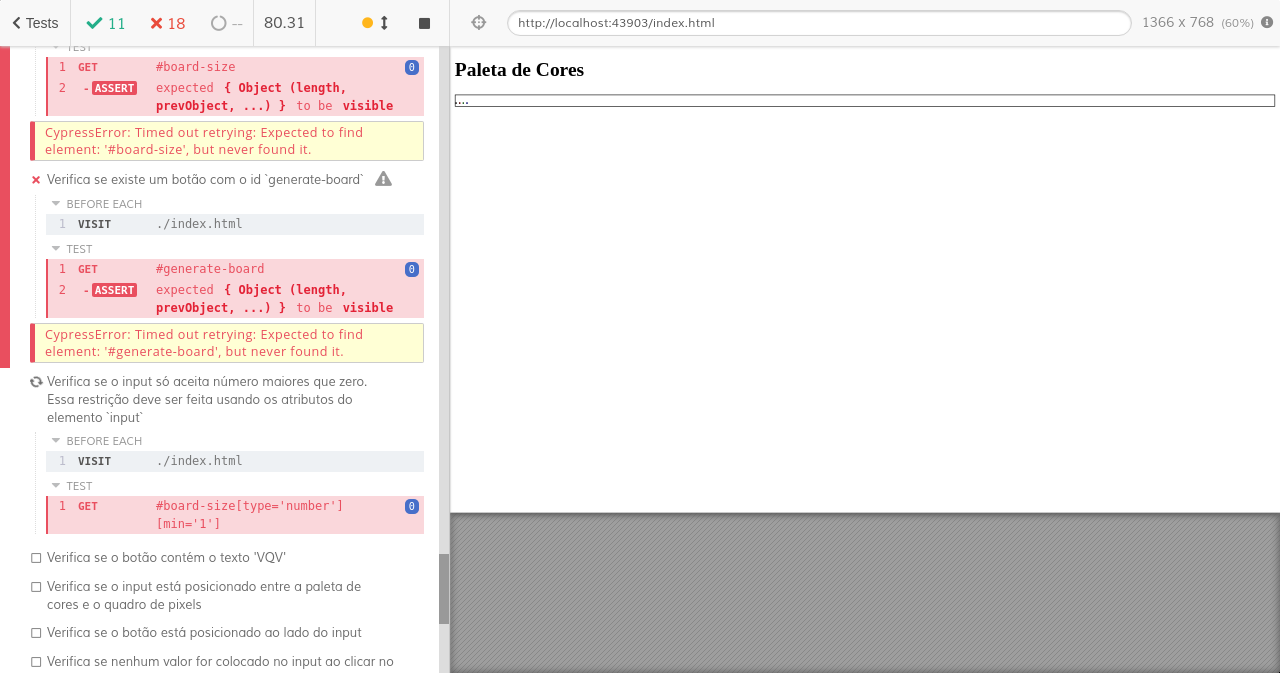 Tests
11
18
--
80.31
http://localhost:43903/index.html
1366 x 768 (60%)
TEST
1 GET #board-size 0
2 -ASSERT expected { Object (length,
prevObject, ...) } to be visible
CypressError: Timed out retrying: Expected to find
element: '#board-size', but never found it.
Verifica se existe um botão com o id `generate-board`
BEFORE EACH
1 VISIT ./index.html
TEST
1 GET #generate-board 0
2 -ASSERT expected { Object (length,
prevObject, ...) } to be visible
CypressError: Timed out retrying: Expected to find
element: '#generate-board', but never found it.
Verifica se o input só aceita número maiores que zero.
Essa restrição deve ser feita usando os atributos do
elemento `input`
BEFORE EACH
1 VISIT ./index.html
TEST
1 GET #board-size[type='number'] 0
[min='1']
Verifica se o botão contém o texto 'VQV'
Verifica se o input está posicionado entre a paleta de
cores e o quadro de pixels
Verifica se o botão está posicionado ao lado do input
Verifica se nenhum valor for colocado no input ao clicar no
Paleta de Cores
....